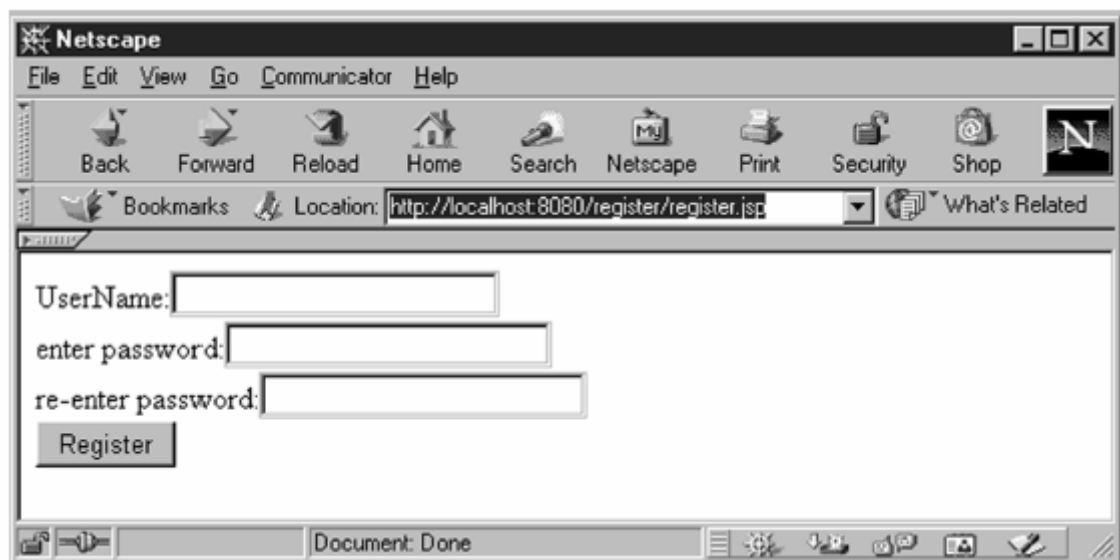 Netscape
File Edit View Go Communicator Help
Back Forward Reload Home Search Netscape Print Security Shop
My
N
Bookmarks Location: http://localhost:8080/register/register.jsp What's Related
UserName:
enter password:
re-enter password:
Register
Document: Done